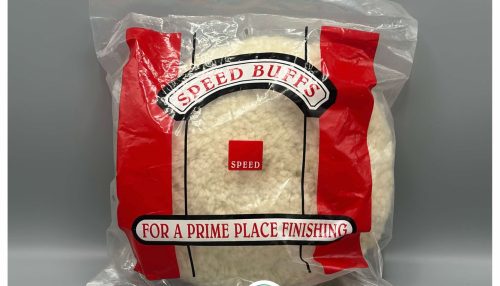 SPEED BUFFS
SPEED
FOR A PRIME PLACE FINISHING